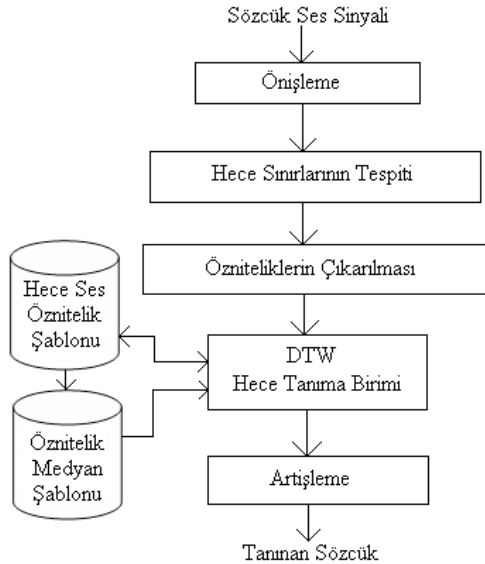 Sözcük Ses Sinyali
Önişleme
Hece Sınırlarının Tespiti
Özniteliklerin Çıkarılması
Hece Ses
Öznitelik
Şablonu
DTW
Hece Tanıma Birimi
Öznitelik
Medyan
Şablonu
Artişleme
Tanınan Sözcük